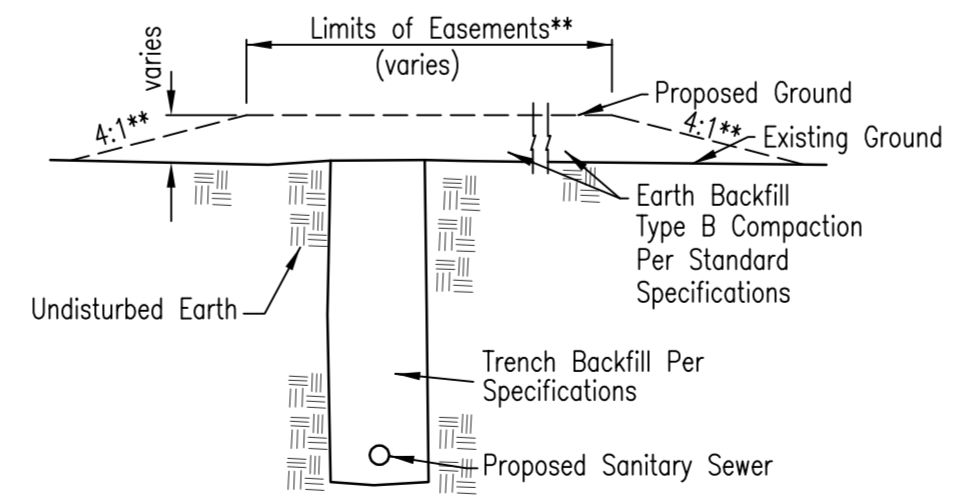 Limits of Easements**
(varies)
varies
4:1**
Proposed Ground
4:1**
Existing Ground
Earth Backfill
Type B Compaction
Per Standard
Specifications
Undisturbed Earth
Trench Backfill Per
Specifications
Proposed Sanitary Sewer